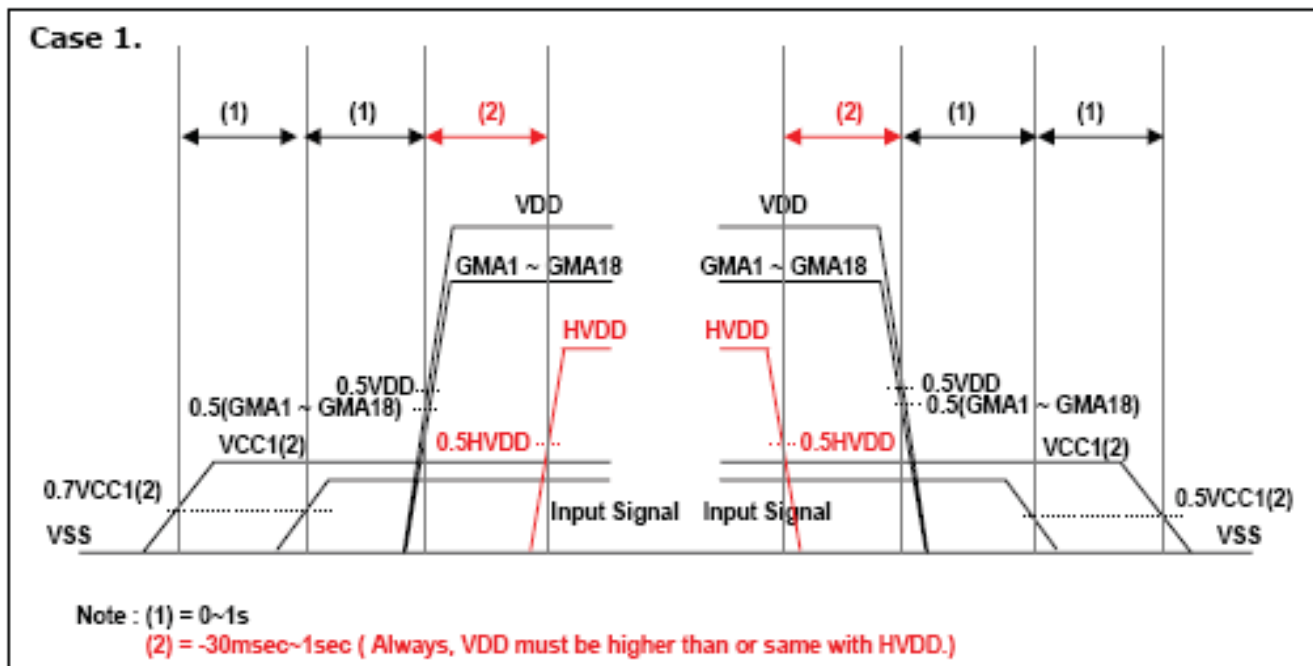 Case 1.
(1) (1) (2) (2) (1) (1)
VDD VDD
GMA1 ~ GMA18 GMA1 ~ GMA18
HVDD HVDD
0.5VDD 0.5VDD
0.5(GMA1 ~ GMA18) 0.5(GMA1 ~ GMA18)
VCC1(2) 0.5HVDD 0.5HVDD VCC1(2)
0.7VCC1(2) 0.5VCC1(2)
Input Signal Input Signal
VSS VSS
Note : (1) = 0~1s
(2) = -30msec~1sec ( Always, VDD must be higher than or same with HVDD.)